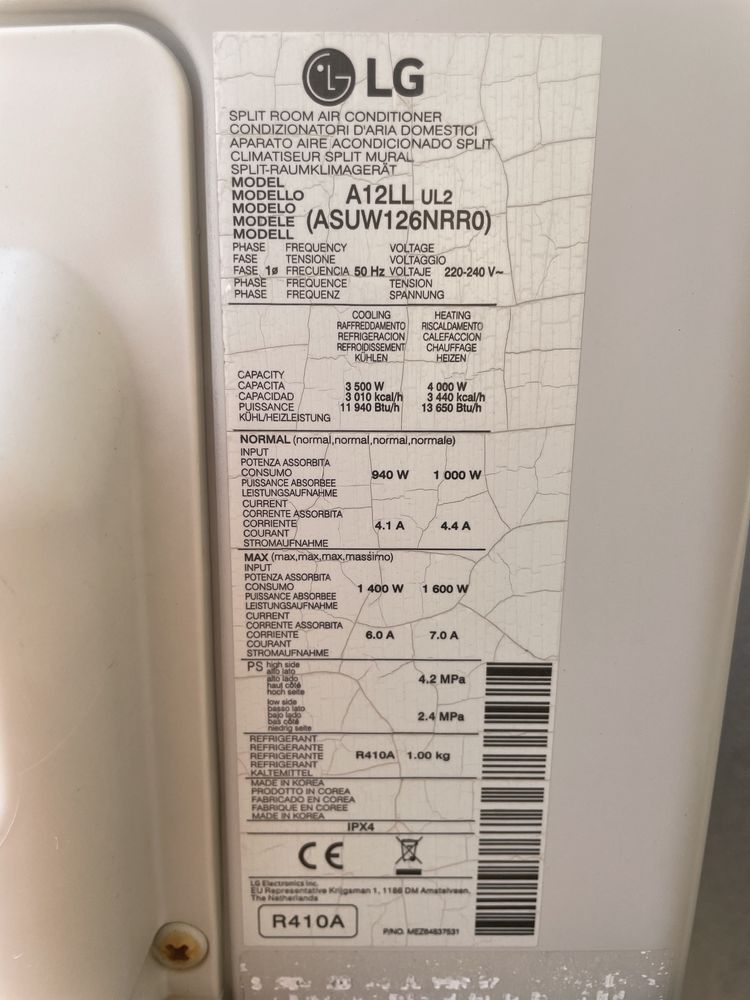 LG
SPLIT ROOM AIR CONDITIONER
CONDIZIONATORI D'ARIA DOMESTICI
APARATO AIRE ACONDICIONADO SPLIT
CLIMATISEUR SPLIT MURAL
SPLIT-RAUMKLIMAGERÄT
MODEL
MODELLO A12LL UL2
MODELO
MODELE (ASUW126NRR0)
MODELL
PHASE FREQUENCY VOLTAGE
FASE TENSIONE VOLTAGGIO
FASE 1ø FRECUENCIA 50 Hz VOLTAJE 220-240 V~
PHASE FREQUENCE TENSION
PHASE FREQUENZ SPANNUNG
COOLING HEATING
RAFFREDDAMENTO RISCALDAMENTO
REFRIGERACION CALEFACCION
REFROIDISSEMENT CHAUFFAGE
KÜHLEN HEIZEN
CAPACITY
CAPACITA 3 500 W 4 000 W
CAPACIDAD 3 010 kcal/h 3 440 kcal/h
PUISSANCE 11 940 Btu/h 13 650 Btu/h
KÜHL/HEIZLEISTUNG
NORMAL (normal,normal,normal,normale)
INPUT
POTENZA ASSORBITA
CONSUMO 940 W 1 000 W
PUISSANCE ABSORBEE
LEISTUNGSAUFNAHME
CURRENT
CORRENTE ASSORBITA
CORRIENTE 4.1 A 4.4 A
COURANT
STROMAUFNAHME
MAX (max,max,max,massimo)
INPUT
POTENZA ASSORBITA
CONSUMO 1 400 W 1 600 W
PUISSANCE ABSORBEE
LEISTUNGSAUFNAHME
CURRENT
CORRENTE ASSORBITA
CORRIENTE 6.0 A 7.0 A
COURANT
STROMAUFNAHME
PS high side
alto lato
alto lado 4.2 MPa
haut côté
hoch seite
low side
basso lato
bajo lado 2.4 MPa
bas côté
niedrig seite
REFRIGERANT
REFRIGERANTE
REFRIGERANTE R410A 1.00 kg
REFRIGERANT
KALTEMITTEL
MADE IN KOREA
PRODOTTO IN COREA
FABRICADO EN COREA
FABRIQUE EN COREE
MADE IN KOREA
IPX4
CE
LG Electronics Inc.
EU Representative Krijgsman 1, 1186 DM Amstelveen,
The Netherlands
R410A
P/NO. MEZ64537531